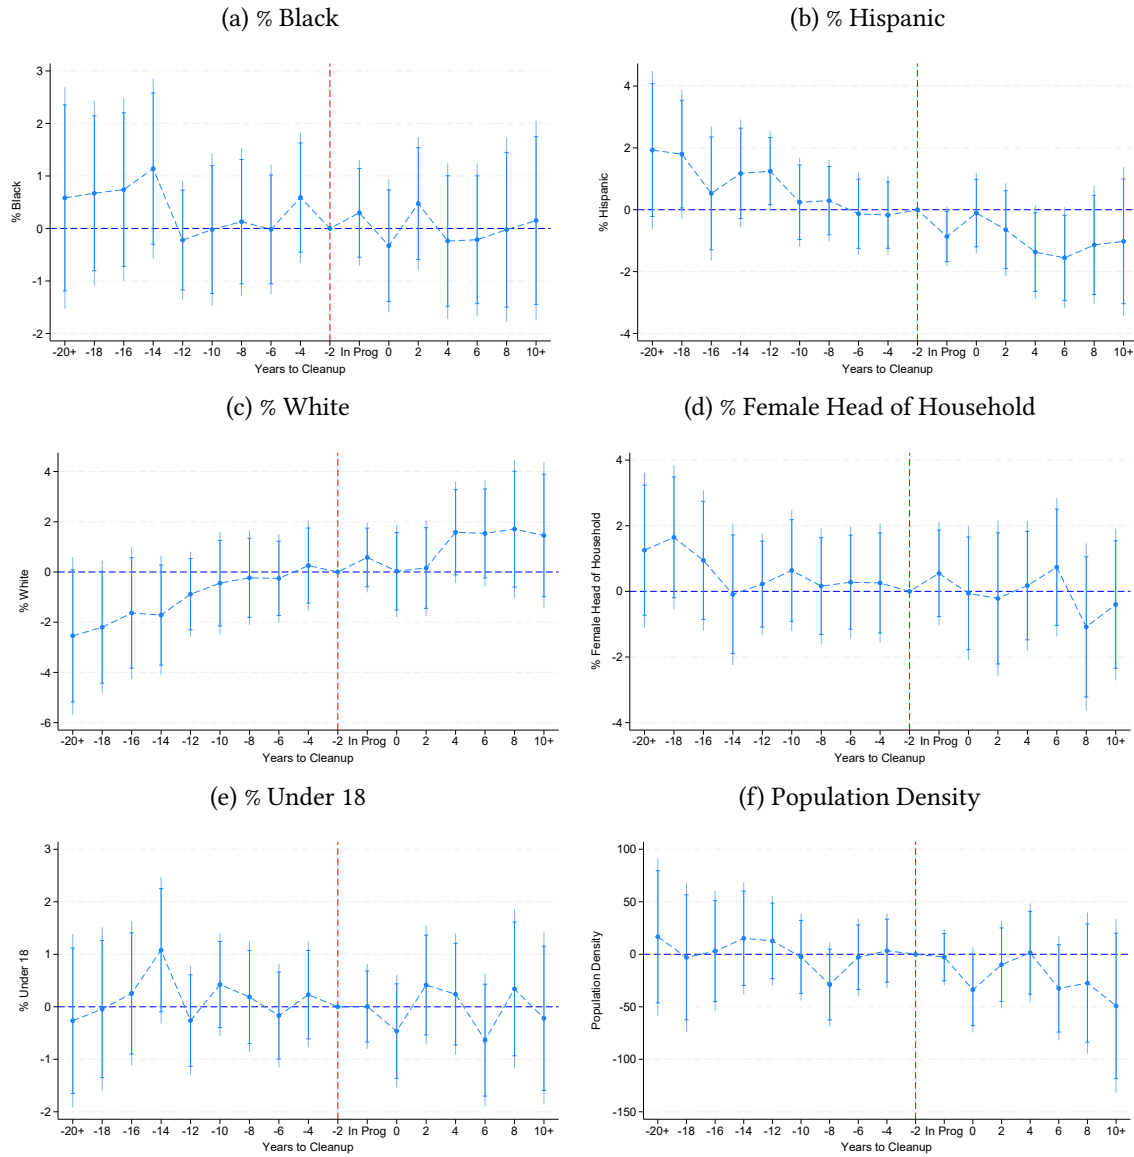 (a) % Black
3
2
1
0
-1
-2
% Black
-20+ -18 -16 -14 -12 -10 -8 -6 -4 -2 In Prog 0 2 4 6 8 10+
Years to Cleanup
(b) % Hispanic
4
2
0
-2
-4
% Hispanic
-20+ -18 -16 -14 -12 -10 -8 -6 -4 -2 In Prog 0 2 4 6 8 10+
Years to Cleanup
(c) % White
4
2
0
-2
-4
-6
% White
-20+ -18 -16 -14 -12 -10 -8 -6 -4 -2 In Prog 0 2 4 6 8 10+
Years to Cleanup
(d) % Female Head of Household
4
2
0
-2
-4
% Female Head of Household
-20+ -18 -16 -14 -12 -10 -8 -6 -4 -2 In Prog 0 2 4 6 8 10+
Years to Cleanup
(e) % Under 18
3
2
1
0
-1
-2
% Under 18
-20+ -18 -16 -14 -12 -10 -8 -6 -4 -2 In Prog 0 2 4 6 8 10+
Years to Cleanup
(f) Population Density
100
50
0
-50
-100
-150
Population Density
-20+ -18 -16 -14 -12 -10 -8 -6 -4 -2 In Prog 0 2 4 6 8 10+
Years to Cleanup